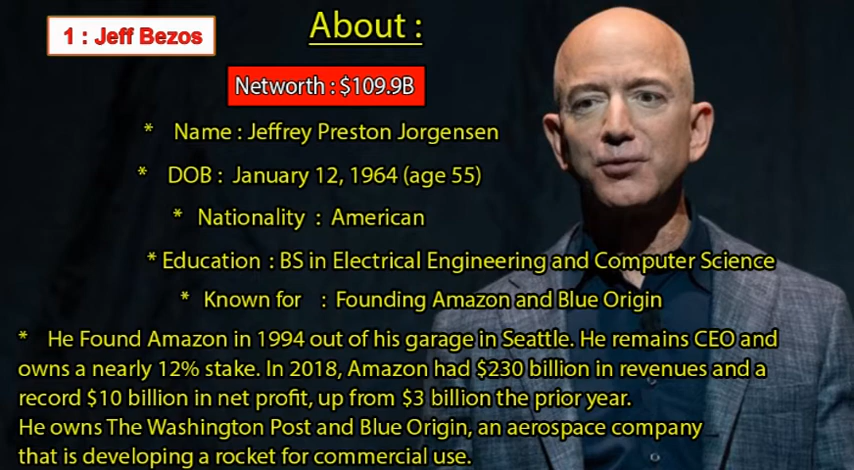 1 : Jeff Bezos
About :
Networth : $109.9B
* Name : Jeffrey Preston Jorgensen
* DOB : January 12, 1964 (age 55)
* Nationality : American
* Education : BS in Electrical Engineering and Computer Science
* Known for : Founding Amazon and Blue Origin
* He Found Amazon in 1994 out of his garage in Seattle. He remains CEO and
owns a nearly 12% stake. In 2018, Amazon had $230 billion in revenues and a
record $10 billion in net profit, up from $3 billion the prior year.
He owns The Washington Post and Blue Origin, an aerospace company
that is developing a rocket for commercial use.